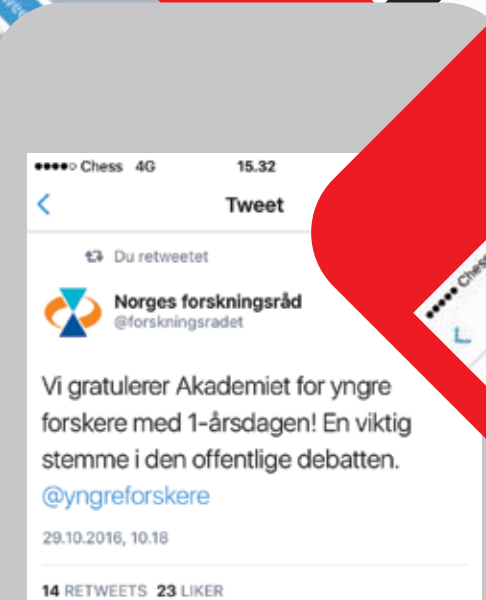 Chess 4G 15.32
Tweet
Du retweetet
Norges forskningsråd
@forskningsradet
Vi gratulerer Akademiet for yngre
forskere med 1-årsdagen! En viktig
stemme i den offentlige debatten.
@yngreforskere
29.10.2016, 10.18
14 RETWEETS 23 LIKER
Chess